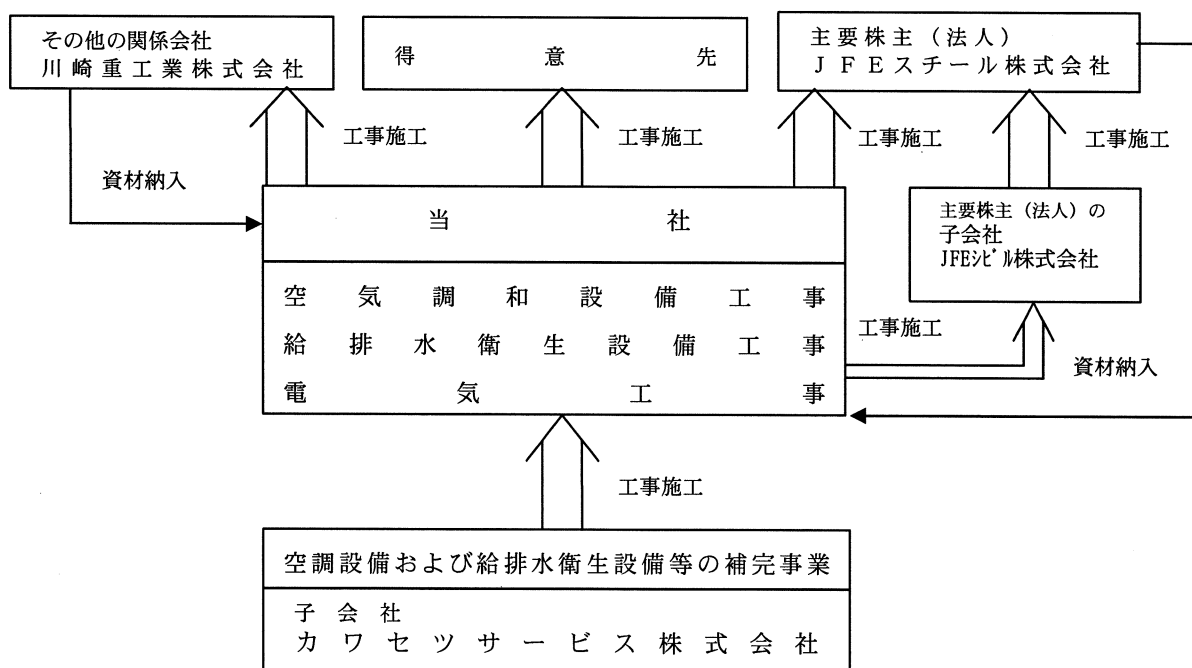 その他の関係会社
川崎重工業株式会社
得意先
主要株主（法人）
ＪＦＥスチール株式会社
工事施工
工事施工
工事施工
工事施工
資材納入
当社
主要株主（法人）の
子会社
JFEｼﾋﾞﾙ株式会社
空気調和設備工事
給排水衛生設備工事
電気工事
工事施工
資材納入
工事施工
空調設備および給排水衛生設備等の補完事業
子会社
カワセツサービス株式会社